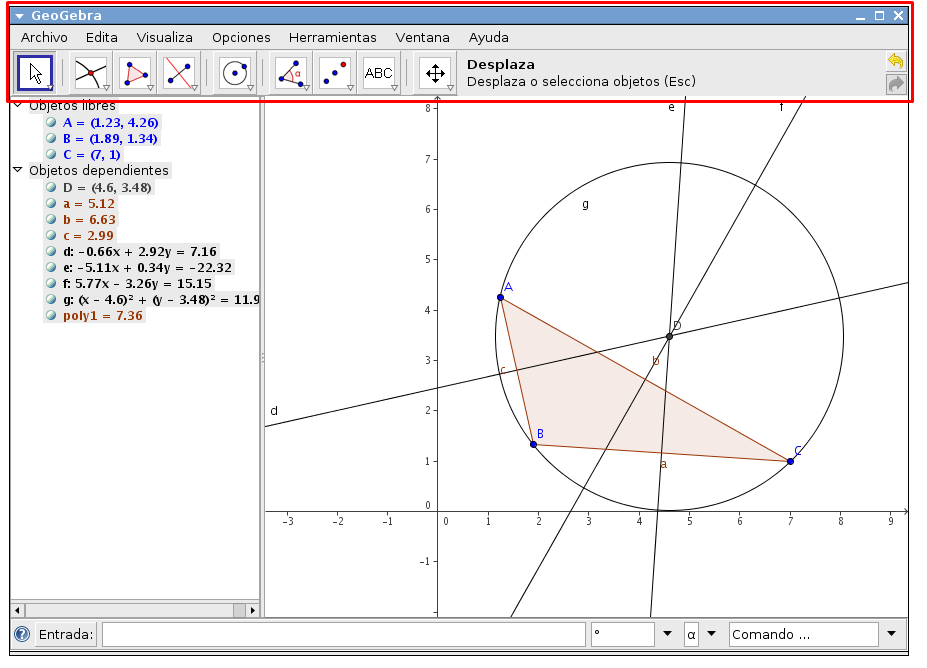 GeoGebra
Archivo Edita Visualiza Opciones Herramientas Ventana Ayuda
α ABC
Desplaza
Desplaza o selecciona objetos (Esc)
Objetos libres
A = (1.23, 4.26)
B = (1.89, 1.34)
C = (7, 1)
Objetos dependientes
D = (4.6, 3.48)
a = 5.12
b = 6.63
c = 2.99
d: -0.66x + 2.92y = 7.16
e: -5.11x + 0.34y = -22.32
f: 5.77x - 3.26y = 15.15
g: (x - 4.6)² + (y - 3.48)² = 11.9
poly1 = 7.36
8 e f
7
6 g
5
4 A
D
3 b
c
2 d
B
1 a C
0
-3 -2 -1 0 1 2 3 4 5 6 7 8 9
-1
Entrada: ° α Comando ...